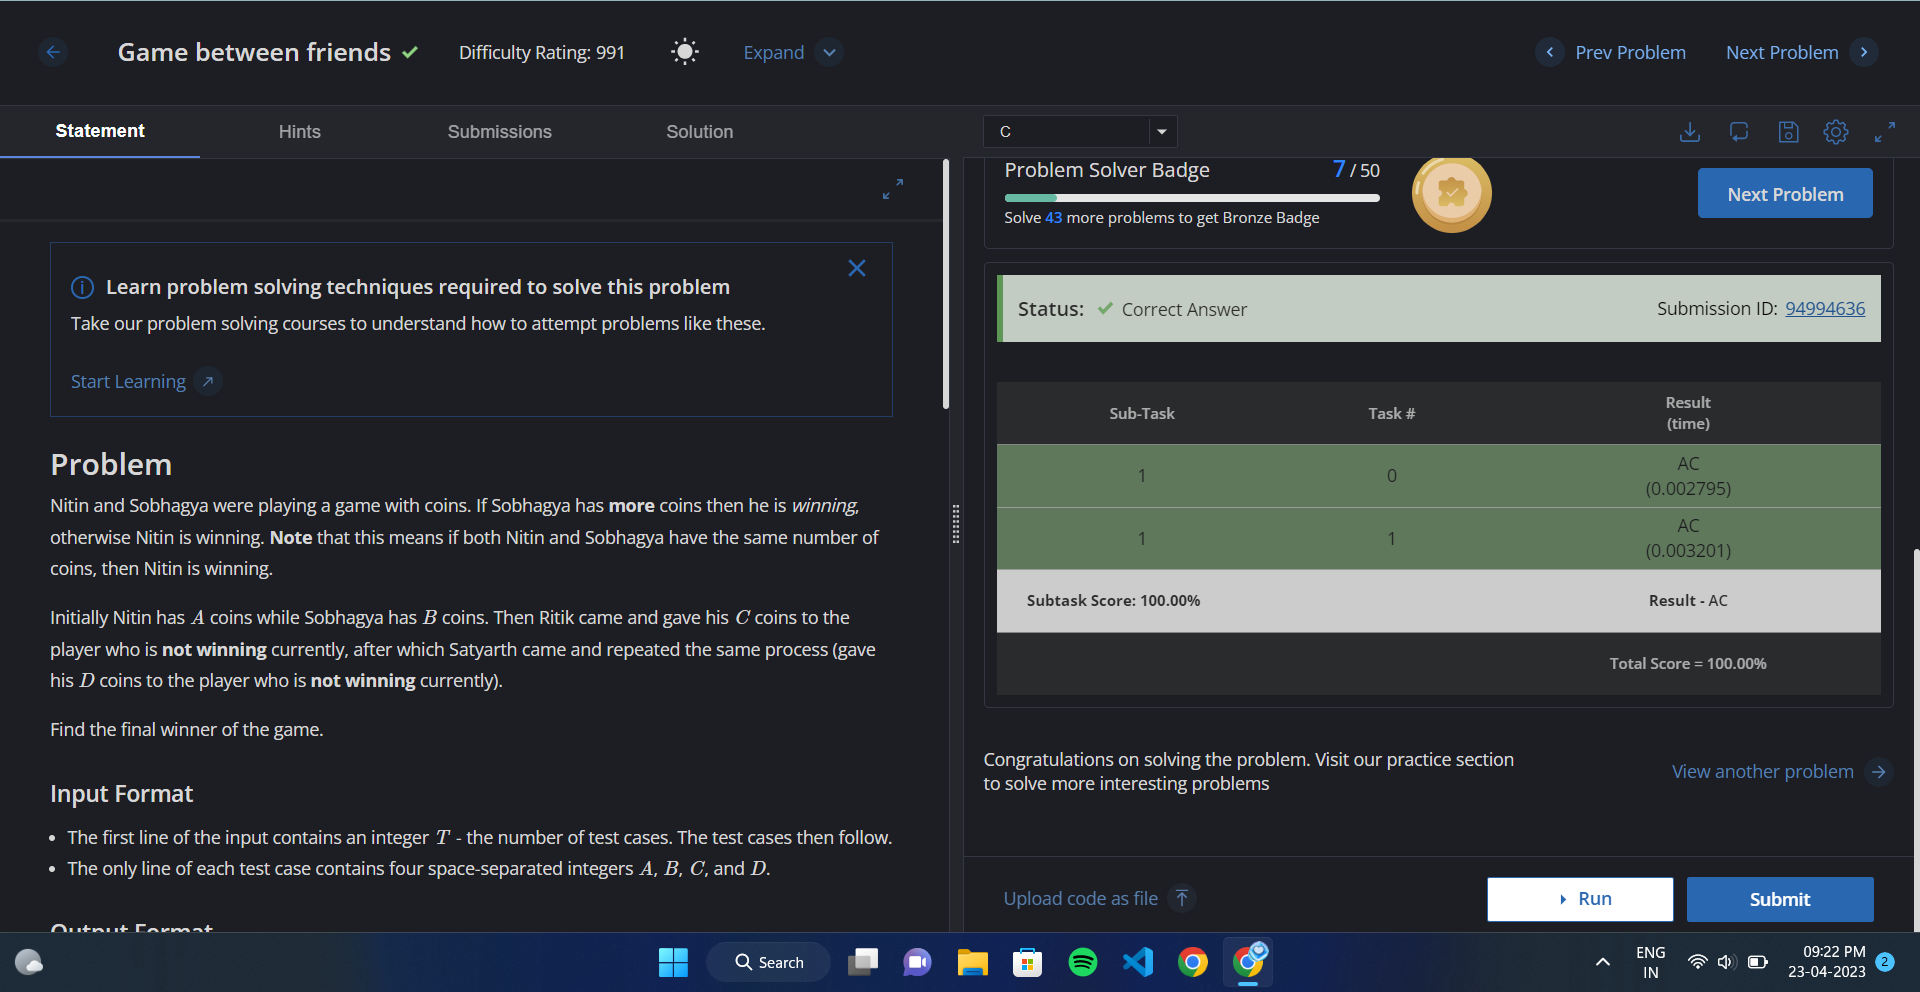 Game between friends
Difficulty Rating: 991
Expand
Prev Problem
Next Problem
Statement
Hints
Submissions
Solution
C
Learn problem solving techniques required to solve this problem
Take our problem solving courses to understand how to attempt problems like these.
Start Learning
Problem
Nitin and Sobhagya were playing a game with coins. If Sobhagya has more coins then he is winning,
otherwise Nitin is winning. Note that this means if both Nitin and Sobhagya have the same number of
coins, then Nitin is winning.
Initially Nitin has A coins while Sobhagya has B coins. Then Ritik came and gave his C coins to the
player who is not winning currently, after which Satyarth came and repeated the same process (gave
his D coins to the player who is not winning currently).
Find the final winner of the game.
Input Format
• The first line of the input contains an integer T - the number of test cases. The test cases then follow.
• The only line of each test case contains four space-separated integers A, B, C, and D.
Output Format
Problem Solver Badge
7 / 50
Solve 43 more problems to get Bronze Badge
Next Problem
Status: Correct Answer
Submission ID: 94994636
Sub-Task
Task #
Result
(time)
1
0
AC
(0.002795)
1
1
AC
(0.003201)
Subtask Score: 100.00%
Result - AC
Total Score = 100.00%
Congratulations on solving the problem. Visit our practice section
to solve more interesting problems
View another problem
Upload code as file
Run
Submit
Search
ENG
IN
09:22 PM
23-04-2023
2